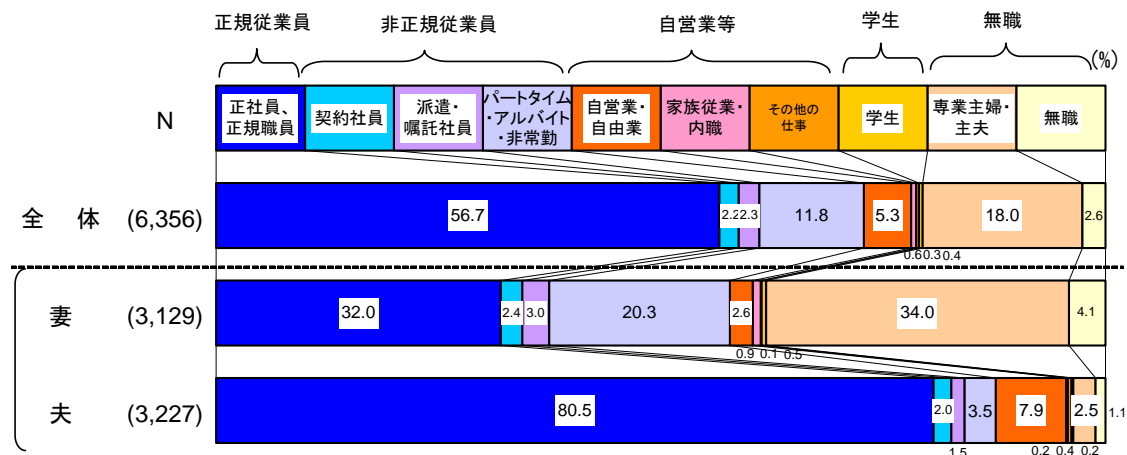 正規従業員 非正規従業員 自営業等 学生 無職
(%)
N
正社員、
正規職員
契約社員
派遣・
嘱託社員
パートタイム
・アルバイト
・非常勤
自営業・
自由業
家族従業・
内職
その他の
仕事
学生
専業主婦・
主夫
無職
全 体 (6,356) 56.7 2.2 2.3 11.8 5.3 18.0 2.6
0.6 0.3 0.4
妻 (3,129) 32.0 2.4 3.0 20.3 2.6 34.0 4.1
0.9 0.1 0.5
夫 (3,227) 80.5 2.0 3.5 7.9 2.5 1.1
1.5 0.2 0.4 0.2